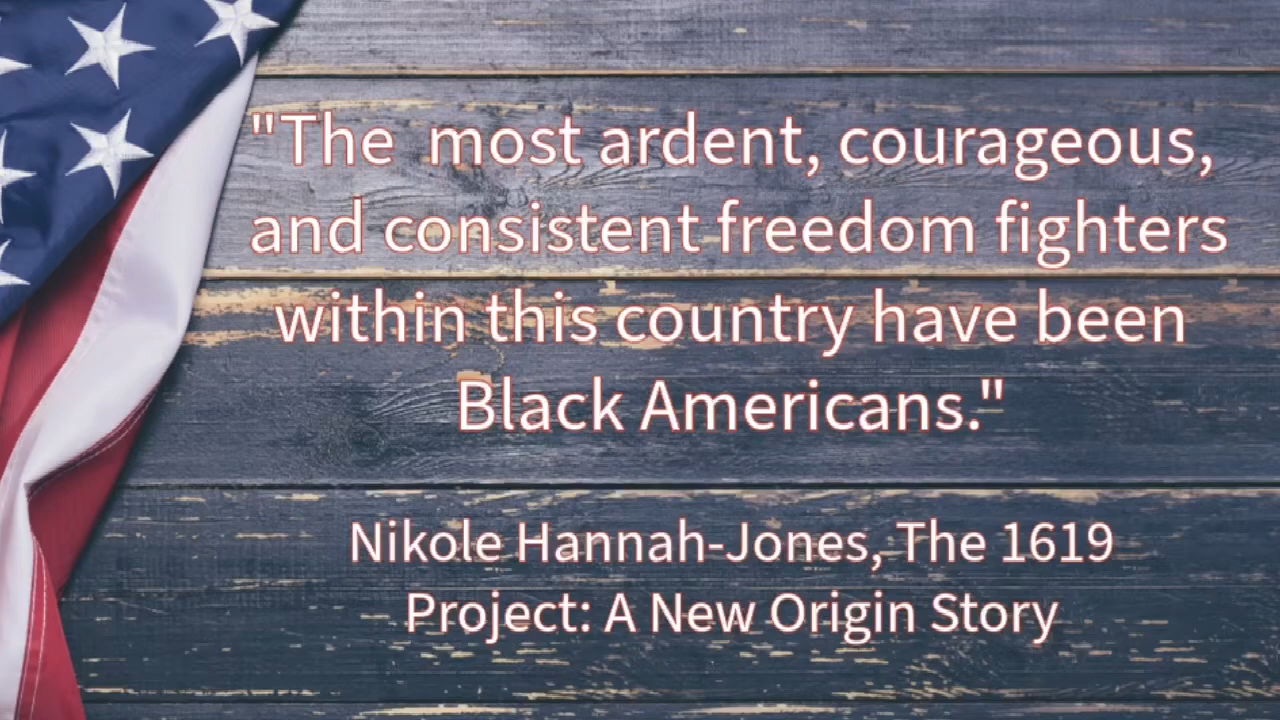 "The  most ardent, courageous,
and consistent freedom fighters
within this country have been
Black Americans."
Nikole Hannah-Jones, The 1619
Project: A New Origin Story